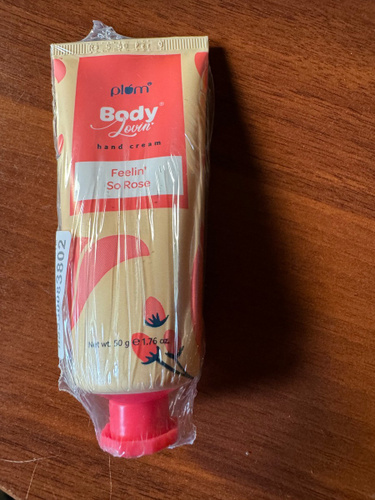 plum
Body
Lovin'
hand cream
Feelin'
So Rose
Net wt. 50 g ℮ 1.76 oz.